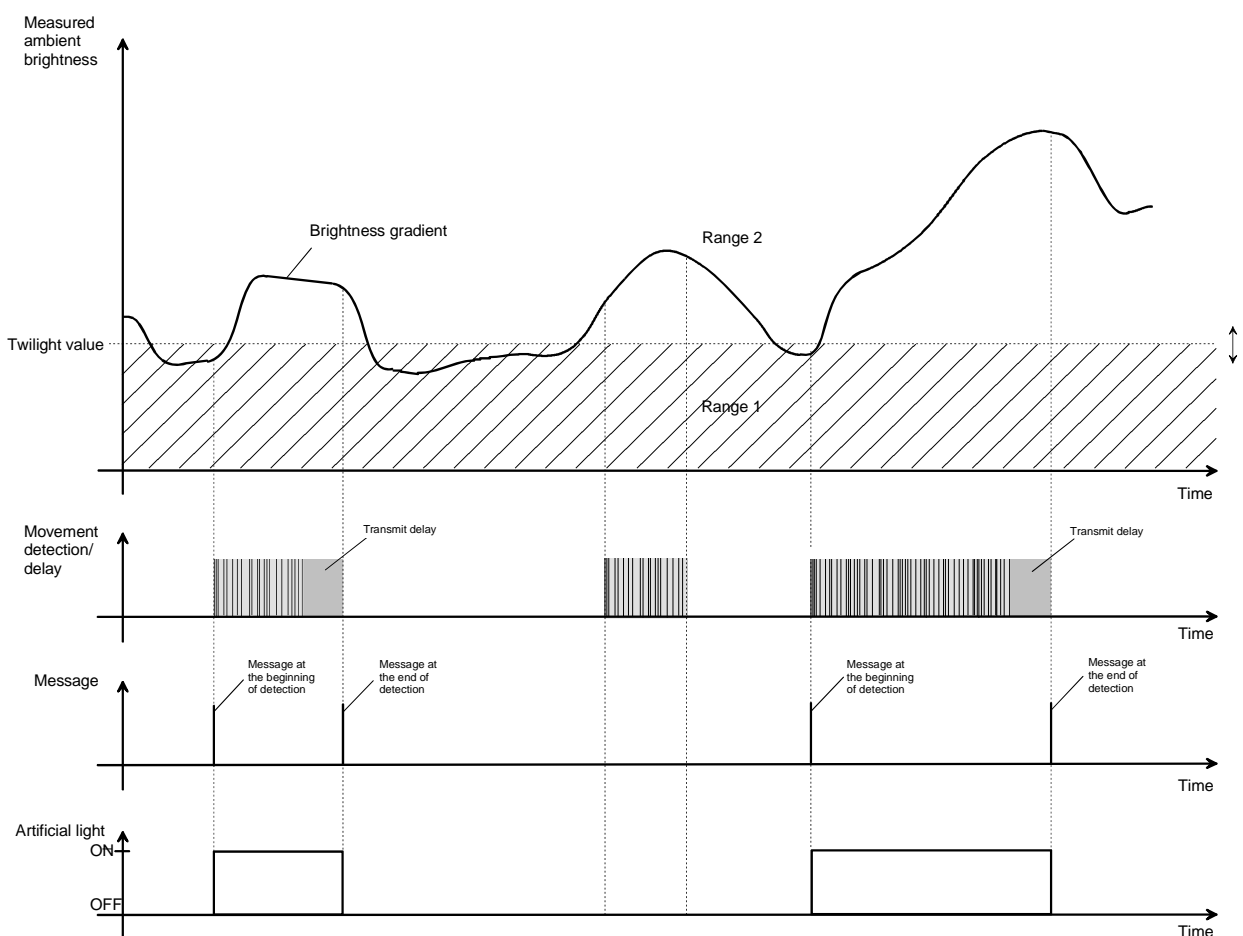 Measured
ambient
brightness
Brightness gradient
Range 2
Twilight value
Range 1
Time
Movement
detection/
delay
Transmit delay
Transmit delay
Time
Message
Message at
the beginning
of detection
Message at
the end of
detection
Message at
the beginning
of detection
Message at
the end of
detection
Time
Artificial light
ON
OFF
Time